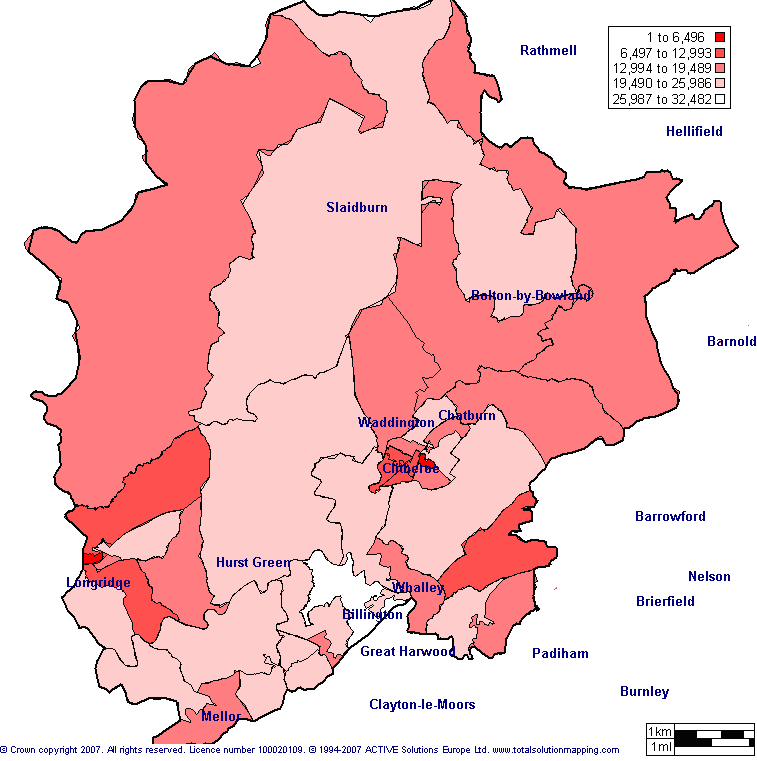 Rathmell
1 to 6,496
6,497 to 12,993
12,994 to 19,489
19,490 to 25,986
25,987 to 32,482
Hellifield
Slaidburn
Bolton-by-Bowland
Barnold
Waddington
Chatburn
Clitheroe
Barrowford
Hurst Green
Longridge
Whalley
Nelson
Brierfield
Billington
Great Harwood
Padiham
Burnley
Clayton-le-Moors
Mellor
1km
1ml
© Crown copyright 2007. All rights reserved. Licence number 100020109. © 1994-2007 ACTIVE Solutions Europe Ltd. www.totalsolutionmapping.com